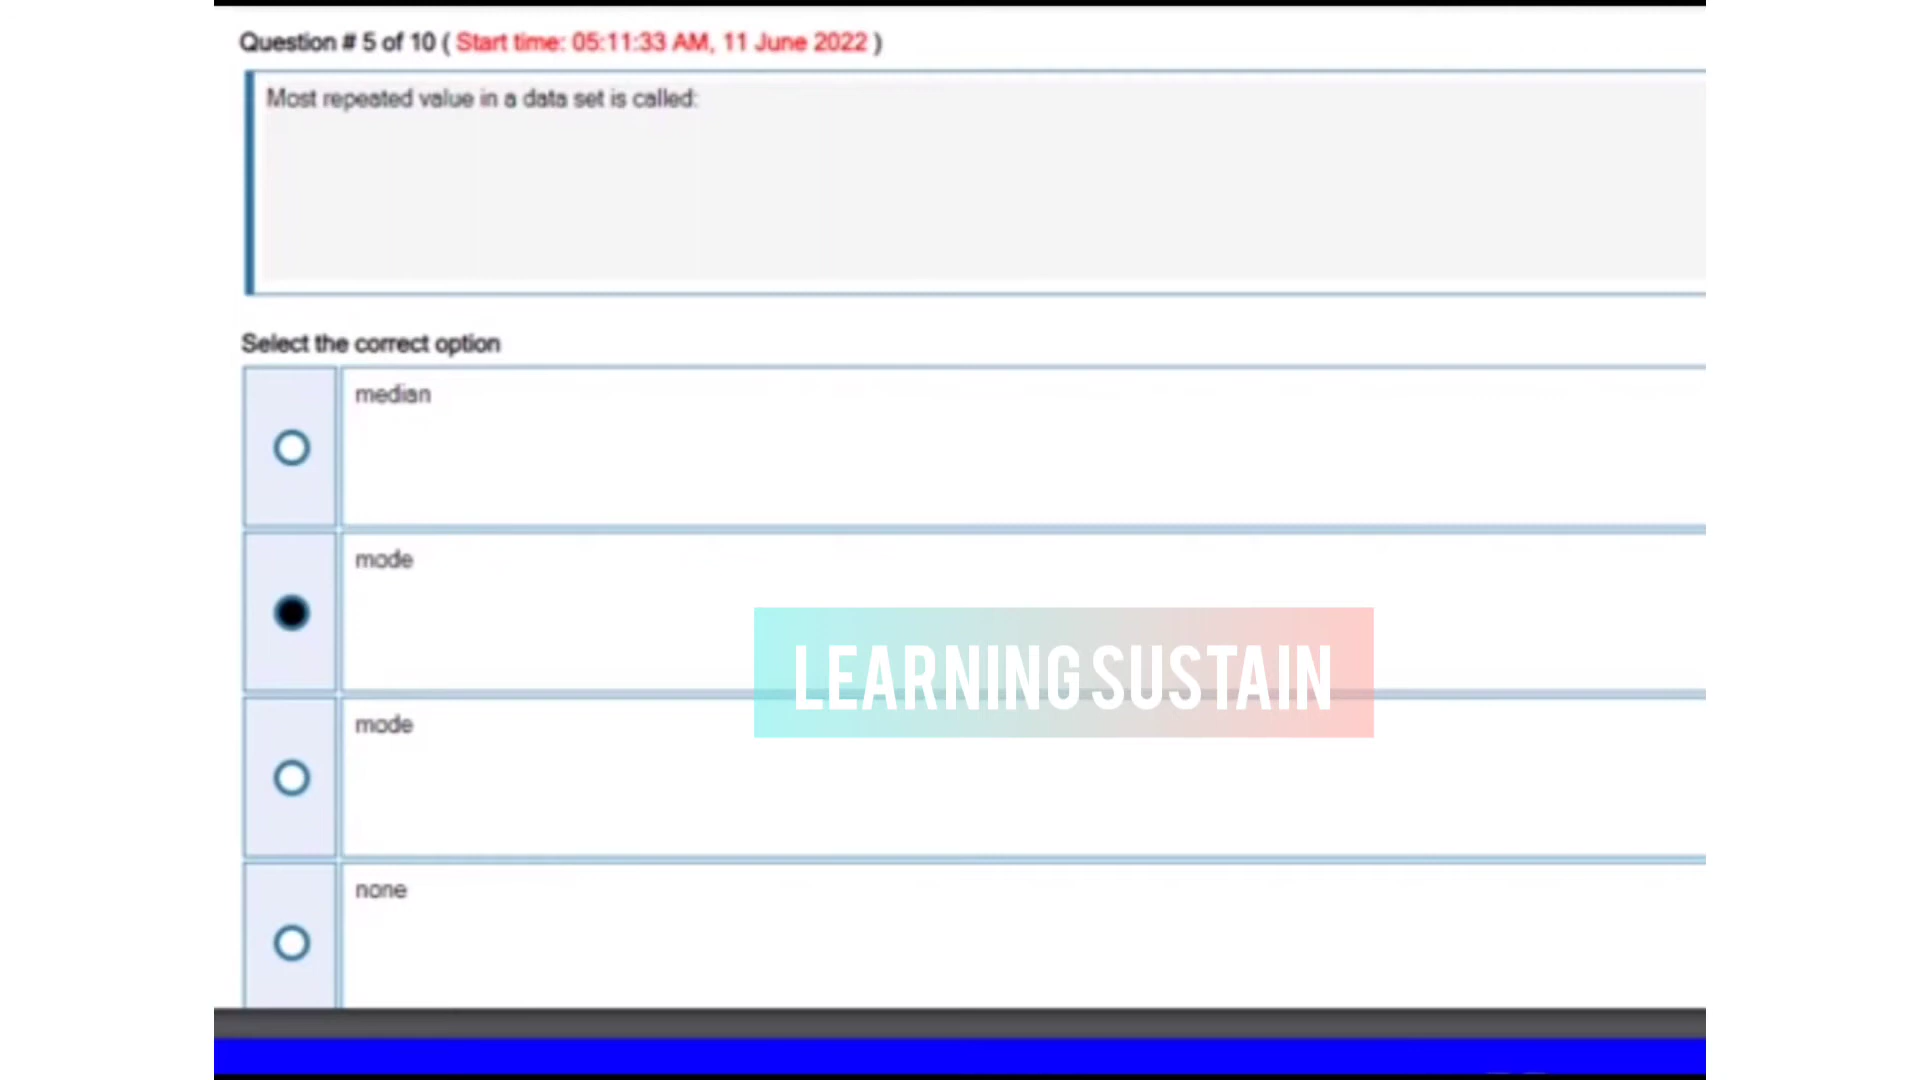 Question # 5 of 10 ( Start time: 05:11:33 AM, 11 June 2022 )
Most repeated value in a data set is called:
Select the correct option
median
mode
LEARNING SUSTAIN
mode
none